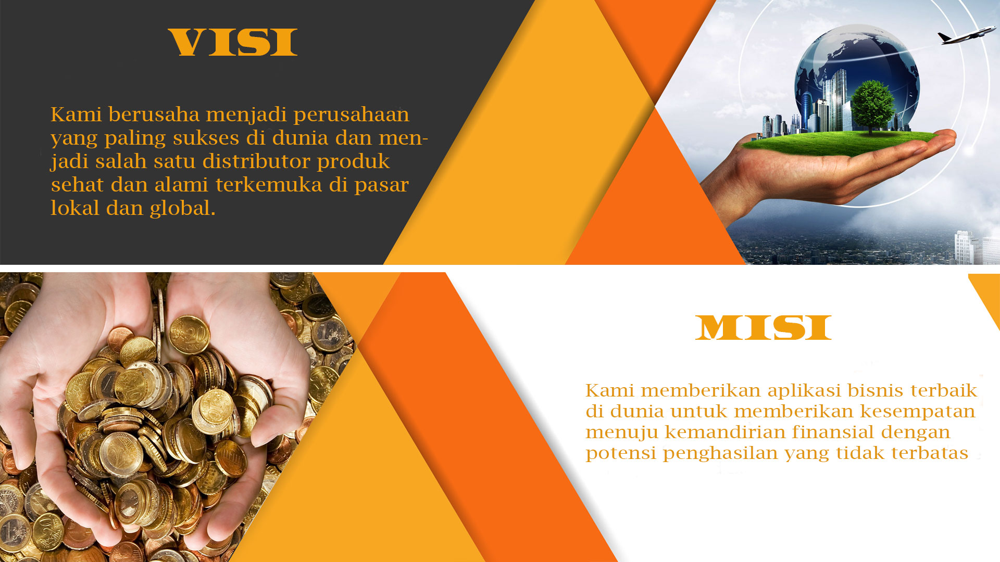 VISI
Kami berusaha menjadi perusahaan
yang paling sukses di dunia dan men-
jadi salah satu distributor produk
sehat dan alami terkemuka di pasar
lokal dan global.
MISI
Kami memberikan aplikasi bisnis terbaik
di dunia untuk memberikan kesempatan
menuju kemandirian finansial dengan
potensi penghasilan yang tidak terbatas